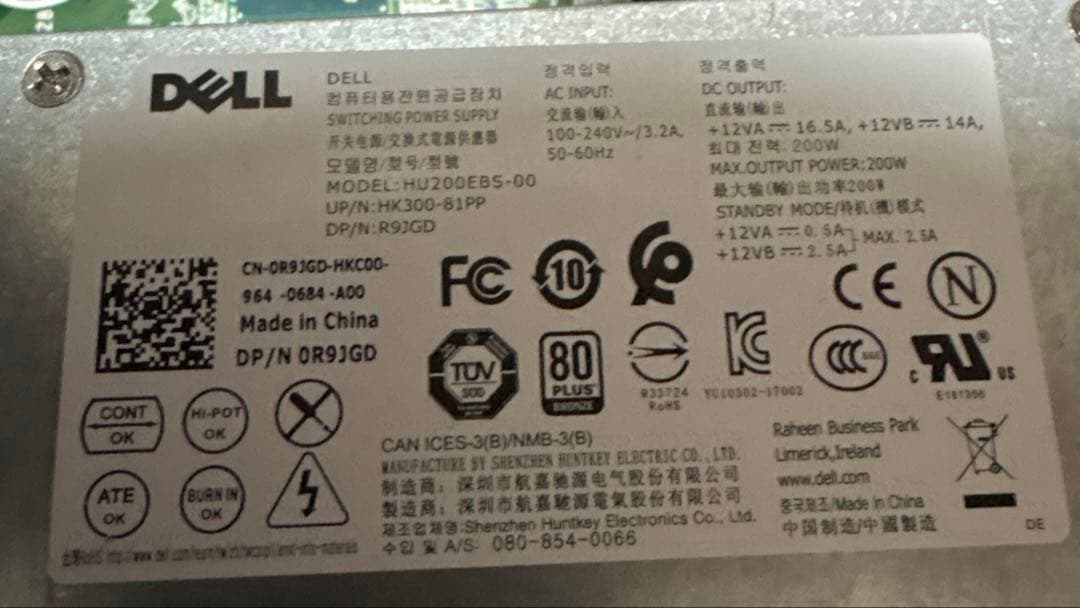 DELL
DELL
컴퓨터용전원공급장치
SWITCHING POWER SUPPLY
开关电源/交換式電源供應器
모델명/型号/型號
MODEL:HU200EBS-00
UP/N:HK300-81PP
DP/N:R9JGD
정격입력
AC INPUT:
交流输(輸)入
100-240V~/3.2A,
50-60Hz
정격출력
DC OUTPUT:
直流输(輸)出
+12VA⎓16.5A, +12VB⎓14A,
최대 전력: 200W
MAX.OUTPUT POWER:200W
最大输(輸)出功率200W
STANDBY MODE/待机(機)模式
+12VA⎓0.5A
+12VB⎓2.5A
MAX. 2.5A
CN-0R9JGD-HKC00-
964 -0684 -A00
Made in China
DP/N 0R9JGD
FC
10
CE
N
TÜV
SÜD
80
PLUS
BRONZE
R33724
RoHS
YU10302-17002
CCC
S&E
c RU® US
E181356
CONT
OK
HI-POT
OK
ATE
OK
BURN IN
OK
CAN ICES-3(B)/NMB-3(B)
MANUFACTURE BY SHENZHEN HUNTKEY ELECTRIC CO., LTD.
制造商: 深圳市航嘉驰源电气股份有限公司
製造商: 深圳市航嘉馳源電氣股份有限公司
제조업체명:Shenzhen Huntkey Electronics Co., Ltd.
수입 및 A/S: 080-854-0066
Raheen Business Park
Limerick,Ireland
www.dell.com
중국제조/Made in China
中国制造/中國製造
DE